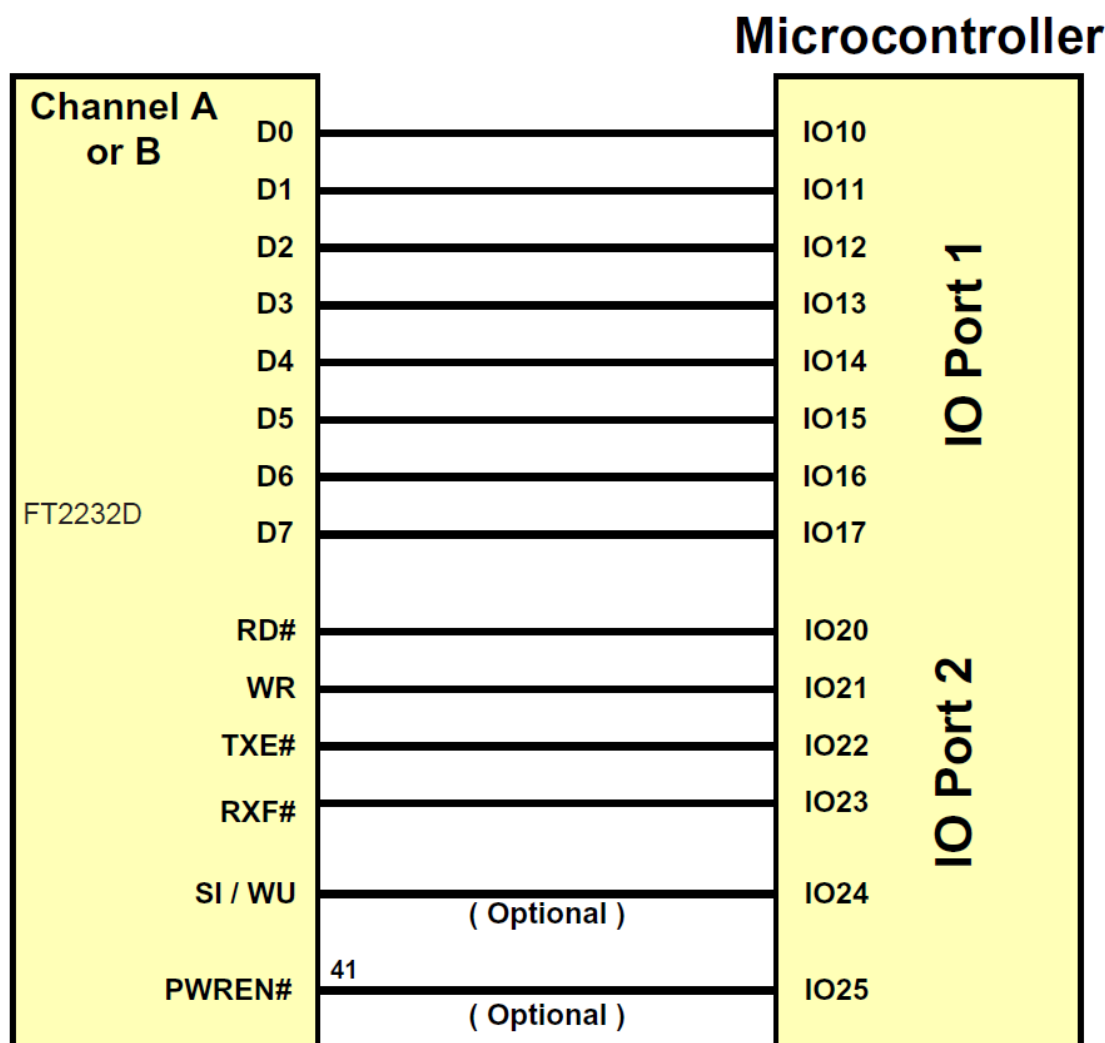 Microcontroller
Channel A
or B
D0 IO10
D1 IO11
D2 IO12
D3 IO13
D4 IO14
D5 IO15
D6 IO16
D7 IO17
IO Port 1
FT2232D
RD# IO20
WR IO21
TXE# IO22
RXF# IO23
SI / WU IO24
( Optional )
41
PWREN# IO25
( Optional )
IO Port 2